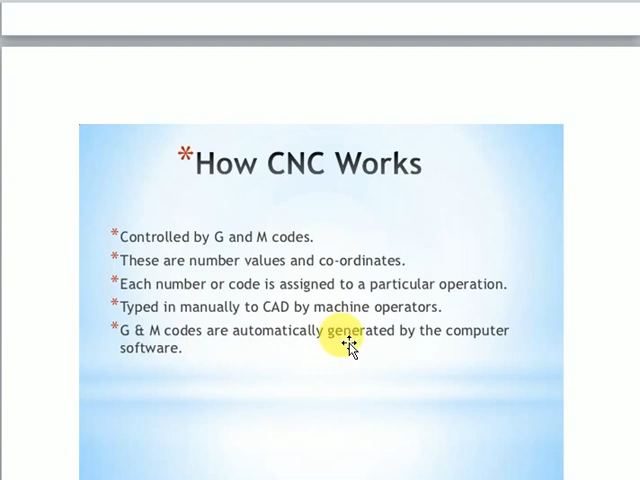 *How CNC Works
*Controlled by G and M codes.
*These are number values and co-ordinates.
*Each number or code is assigned to a particular operation.
*Typed in manually to CAD by machine operators.
*G & M codes are automatically generated by the computer
software.